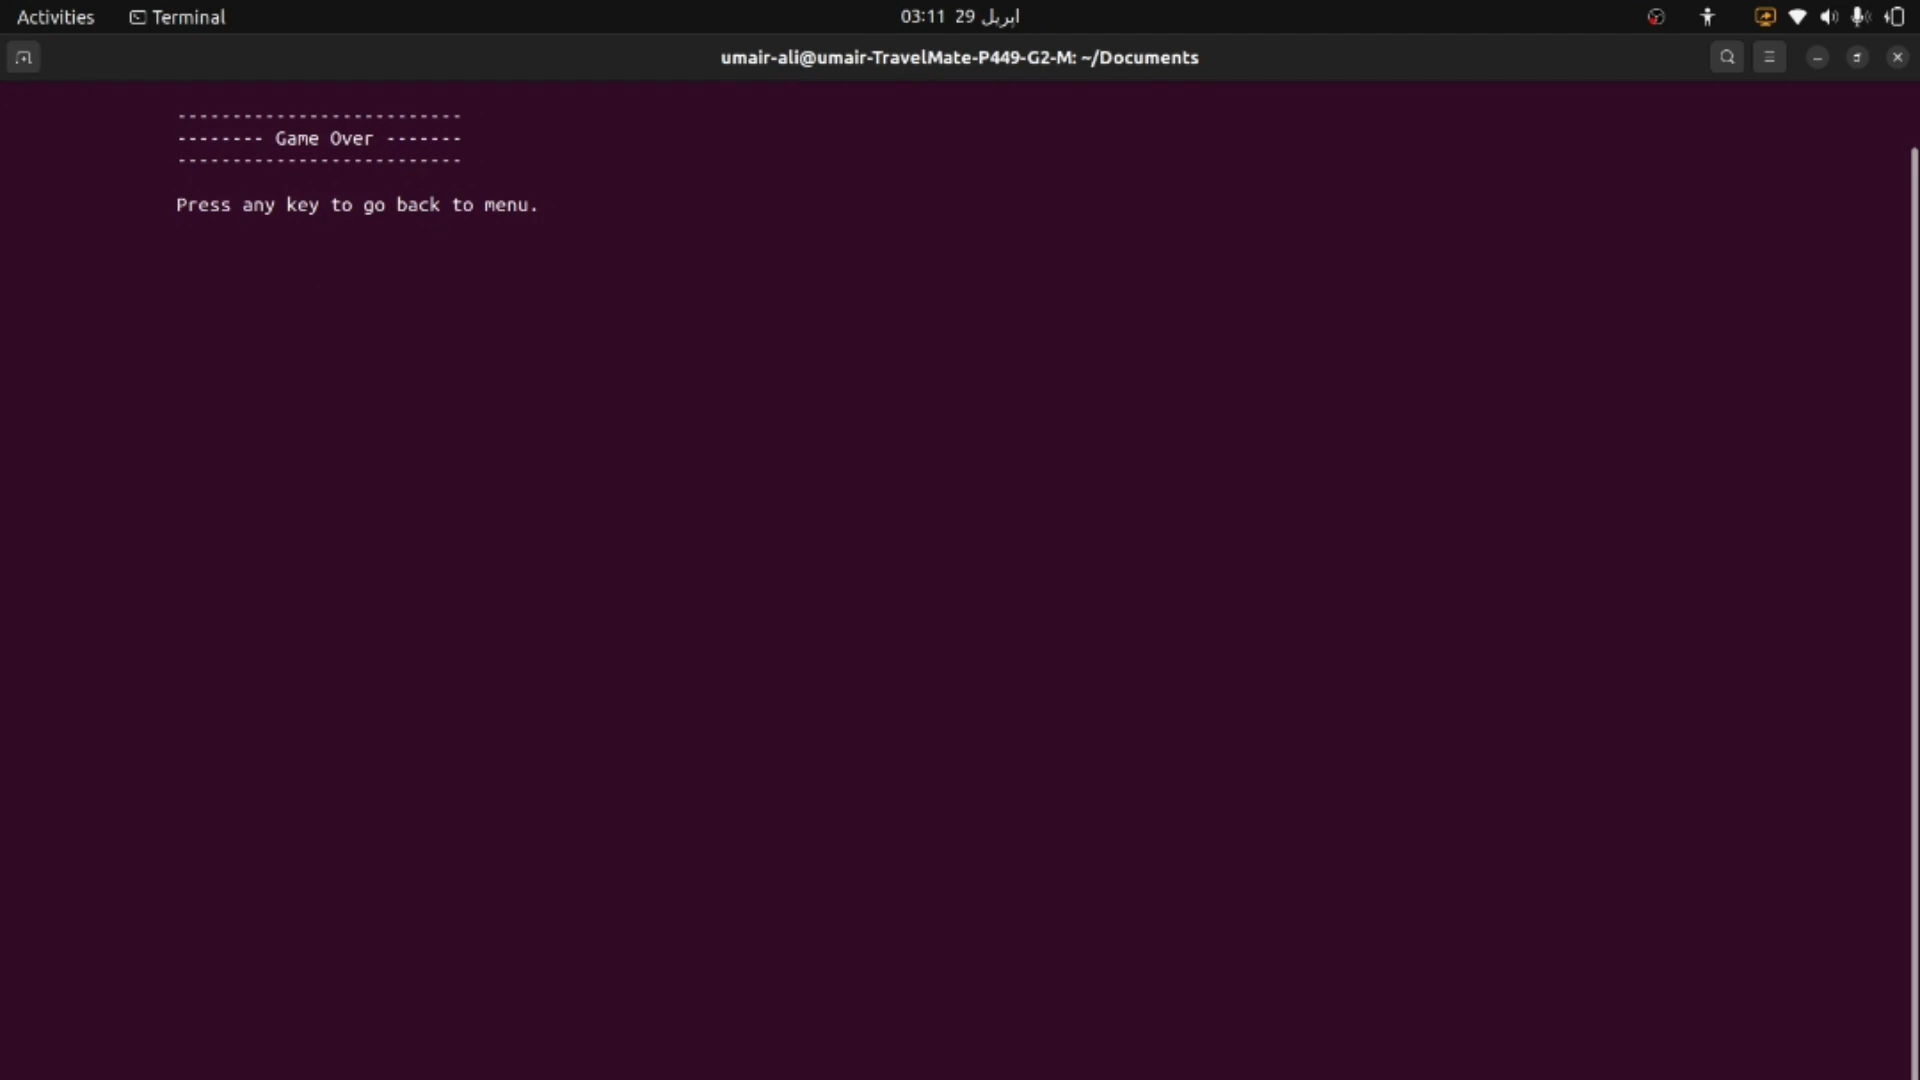 Activities Terminal 03:11 29 اپریل
umair-ali@umair-TravelMate-P449-G2-M: ~/Documents
--------------------------
-------- Game Over -------
--------------------------
Press any key to go back to menu.